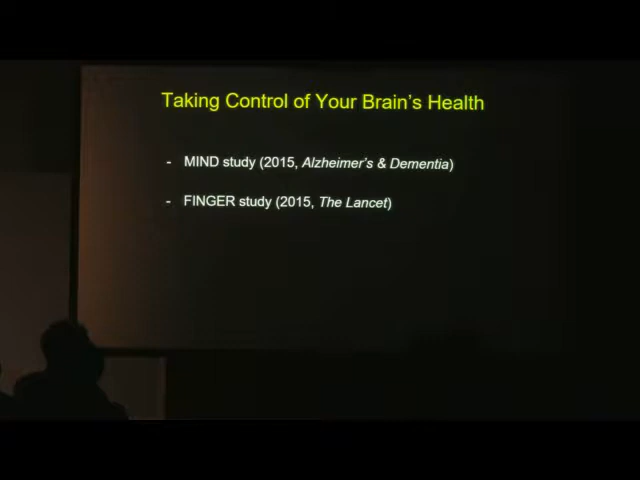 Taking Control of Your Brain's Health
- MIND study (2015, Alzheimer's & Dementia)
- FINGER study (2015, The Lancet)